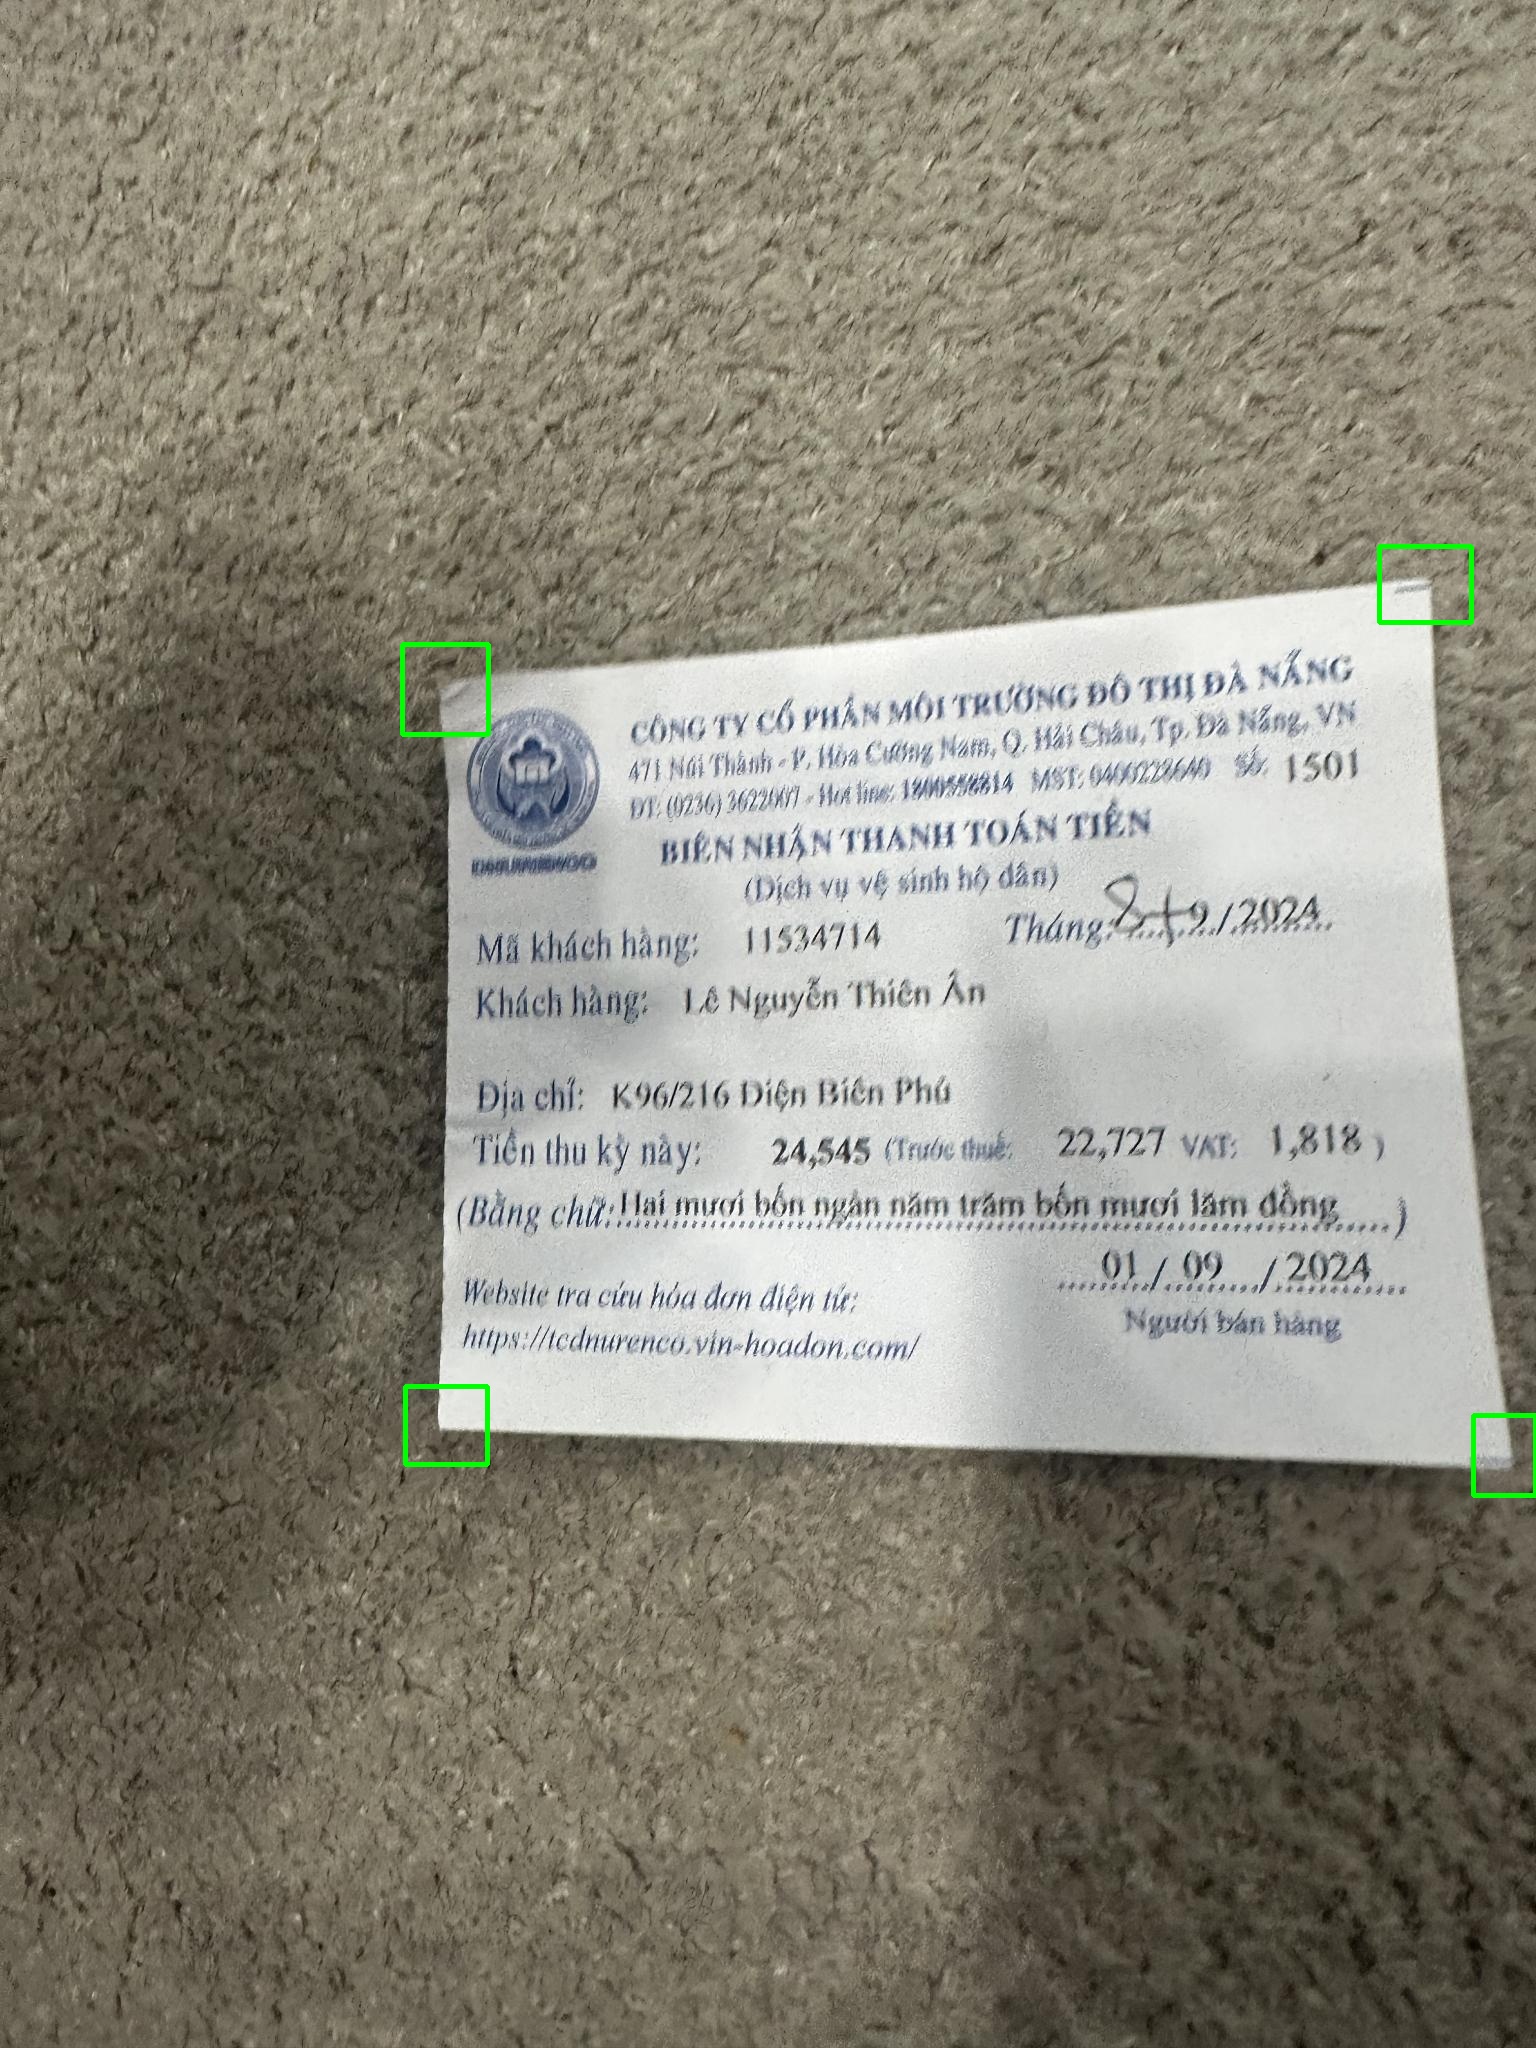 CÔNG TY CỔ PHẦN MÔI TRƯỜNG ĐÔ THỊ ĐÀ NẴNG
471 Núi Thành - P. Hòa Cường Nam, Q. Hải Châu, Tp. Đà Nẵng, VN
ĐT: (0236) 3622007 - Hot line: 1800558814 MST: 0400228640 Số: 1501
BIÊN NHẬN THANH TOÁN TIỀN
(Dịch vụ vệ sinh hộ dân)
Mã khách hàng: 11534714 Tháng: 8+9/2024
Khách hàng: Lê Nguyễn Thiên Ân
Địa chỉ: K96/216 Điện Biên Phủ
Tiền thu kỳ này: 24,545 (Trước thuế: 22,727 VAT: 1,818 )
(Bằng chữ: Hai mươi bốn ngàn năm trăm bốn mươi lăm đồng )
01 / 09 / 2024
Website tra cứu hóa đơn điện tử:
Người bán hàng
https://tcdnurenco.vin-hoadon.com/